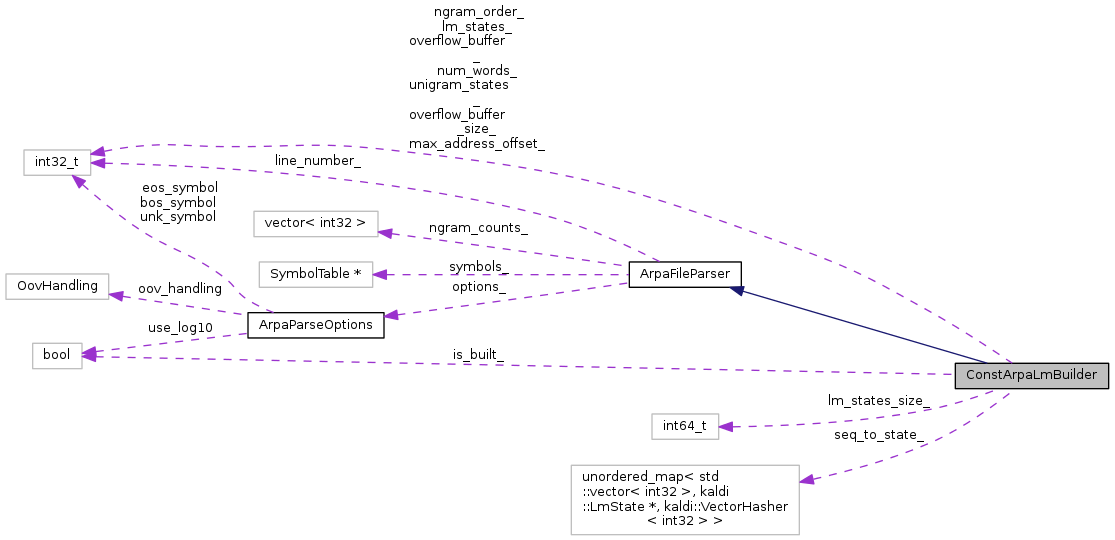 ngram_order_
lm_states_
overflow_buffer
_
num_words_
unigram_states
_
overflow_buffer
_size_
max_address_offset_
int32_t
line_number_
eos_symbol
bos_symbol
unk_symbol
vector< int32 >
ngram_counts_
SymbolTable *
symbols_
ArpaFileParser
OovHandling
oov_handling
options_
ArpaParseOptions
use_log10
bool
is_built_
ConstArpaLmBuilder
lm_states_size_
int64_t
seq_to_state_
unordered_map< std
::vector< int32 >, kaldi
::LmState *, kaldi::VectorHasher
< int32 > >